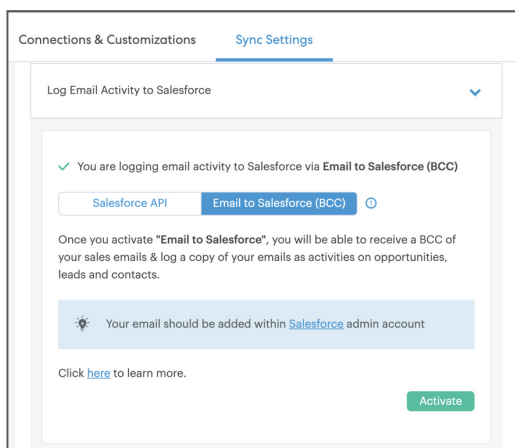 Connections & Customizations Sync Settings
Log Email Activity to Salesforce
You are logging email activity to Salesforce via Email to Salesforce (BCC)
Salesforce API Email to Salesforce (BCC)
Once you activate "Email to Salesforce", you will be able to receive a BCC of
your sales emails & log a copy of your emails as activities on opportunities,
leads and contacts.
Your email should be added within Salesforce admin account
Click here to learn more.
Activate